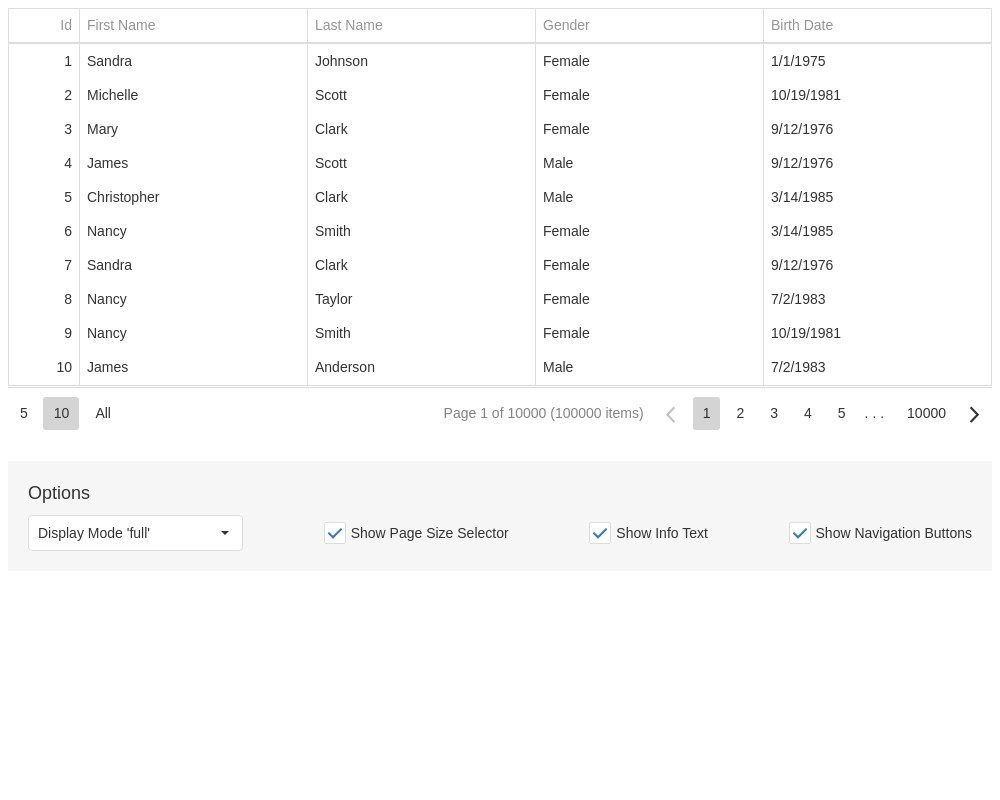 Id First Name Last Name Gender Birth Date
1 Sandra Johnson Female 1/1/1975
2 Michelle Scott Female 10/19/1981
3 Mary Clark Female 9/12/1976
4 James Scott Male 9/12/1976
5 Christopher Clark Male 3/14/1985
6 Nancy Smith Female 3/14/1985
7 Sandra Clark Female 9/12/1976
8 Nancy Taylor Female 7/2/1983
9 Nancy Smith Female 10/19/1981
10 James Anderson Male 7/2/1983
5 10 All Page 1 of 10000 (100000 items) 1 2 3 4 5 . . . 10000
Options
Display Mode 'full' Show Page Size Selector Show Info Text Show Navigation Buttons